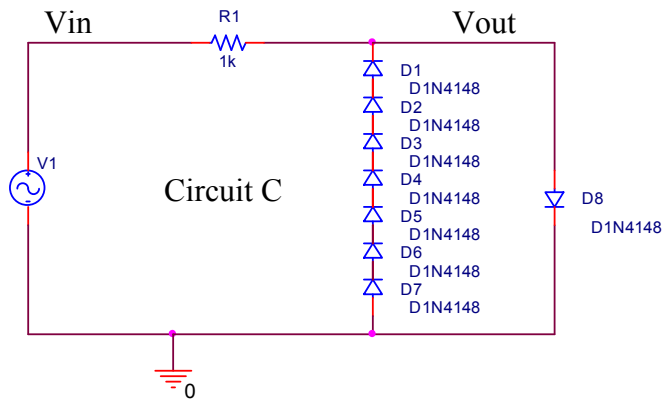 Vin
R1
1k
Vout
V1
Circuit C
D1
D1N4148
D2
D1N4148
D3
D1N4148
D4
D1N4148
D5
D1N4148
D6
D1N4148
D7
D1N4148
D8
D1N4148
0